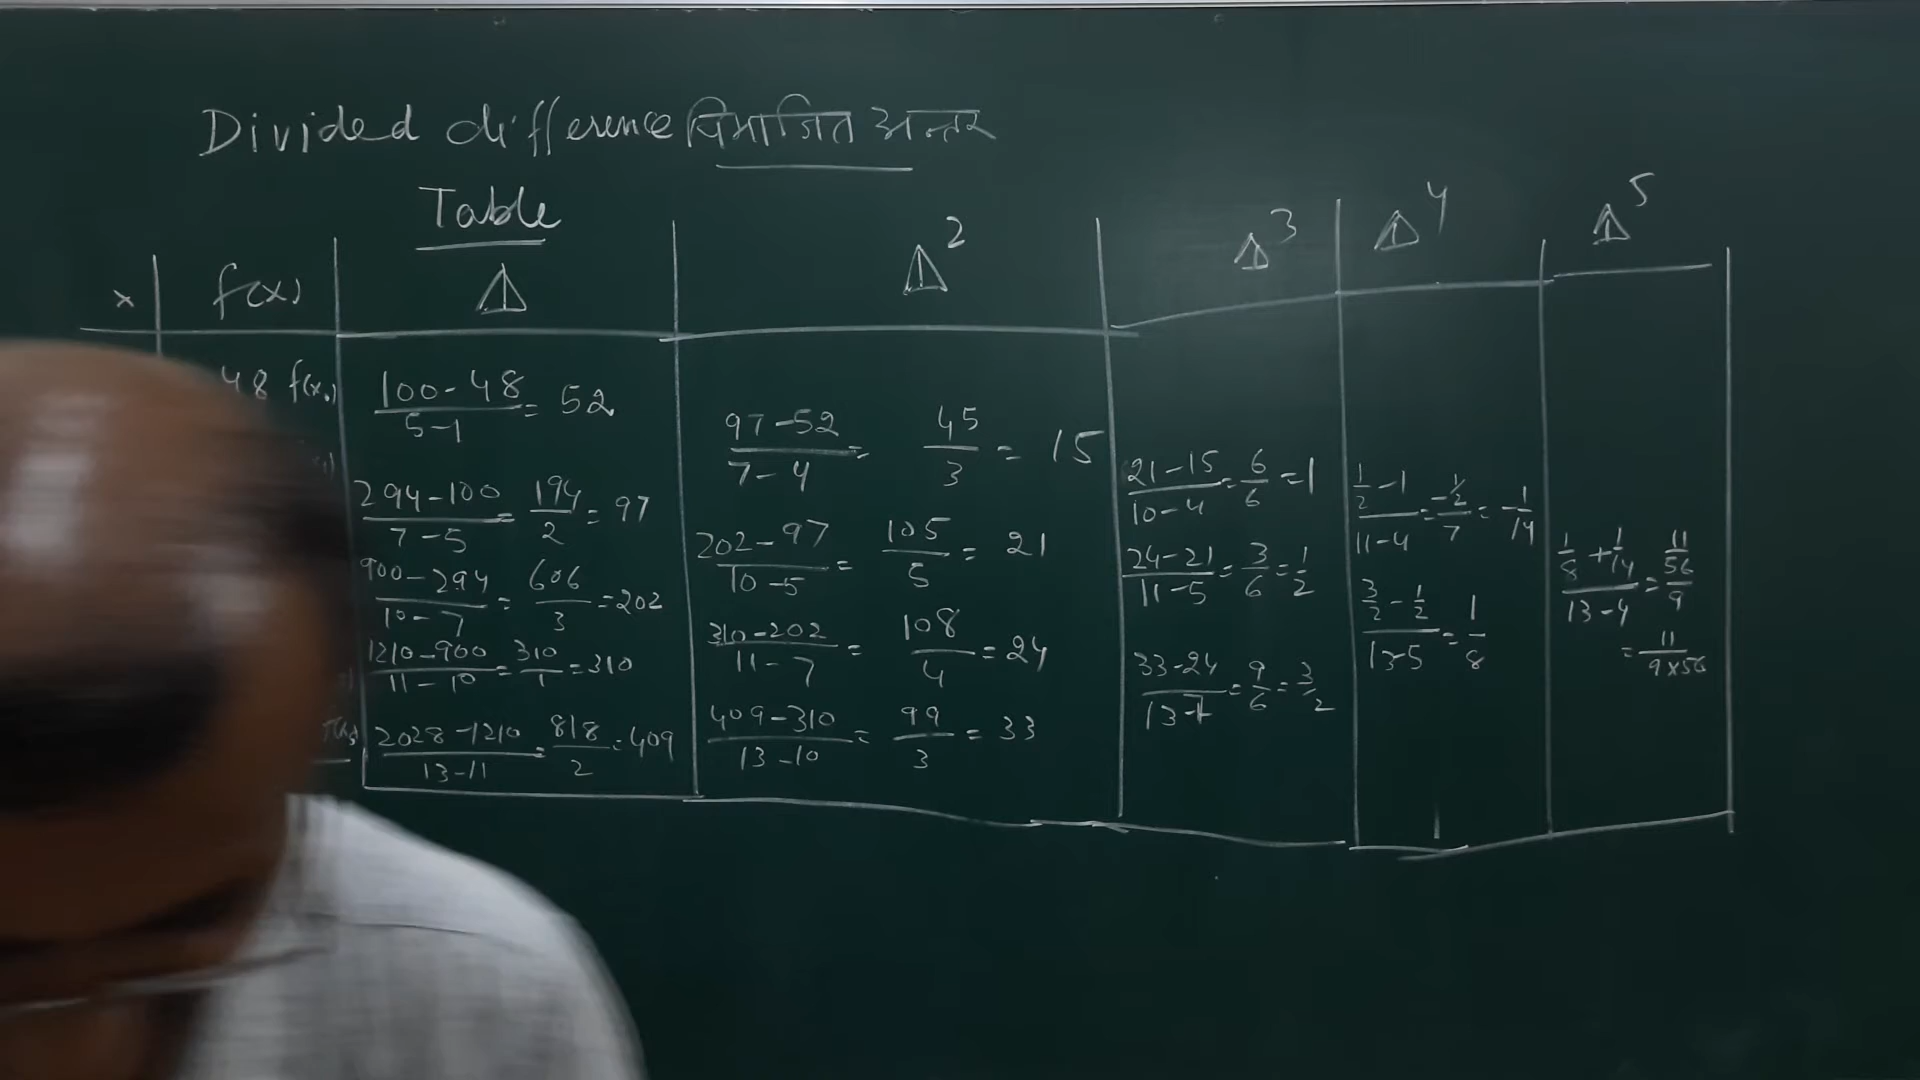 Divided difference विभाजित अन्तर
Table
x f(x) ⍋ ⍋^2 ⍋^3 ⍋^4 ⍋^5
48 f(x₀)
(100-48)/(5-1) = 52
(294-100)/(7-5) = 194/2 = 97
(900-294)/(10-7) = 606/3 = 202
(1210-900)/(11-10) = 310/1 = 310
(2028-1210)/(13-11) = 818/2 = 409
(97-52)/(7-4) = 45/3 = 15
(202-97)/(10-5) = 105/5 = 21
(310-202)/(11-7) = 108/4 = 24
(409-310)/(13-10) = 99/3 = 33
(21-15)/(10-4) = 6/6 = 1
(24-21)/(11-5) = 3/6 = 1/2
(33-24)/(13-7) = 9/6 = 3/2
(1/2-1)/(11-4) = (-1/2)/7 = -1/14
(3/2-1/2)/(13-5) = 1/8
(1/8+1/14)/(13-4) = (11/56)/9
= 11/(9x56)